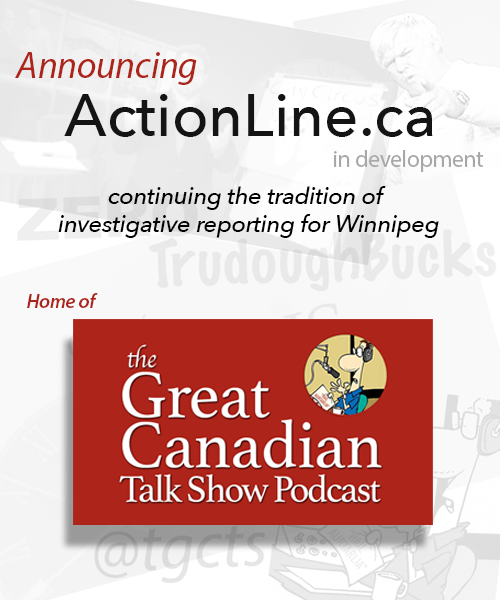 Announcing
ActionLine.ca
in development
continuing the tradition of
investigative reporting for Winnipeg
TrudoughBucks
Home of
the
Great
Canadian
Talk Show Podcast
@tgcts